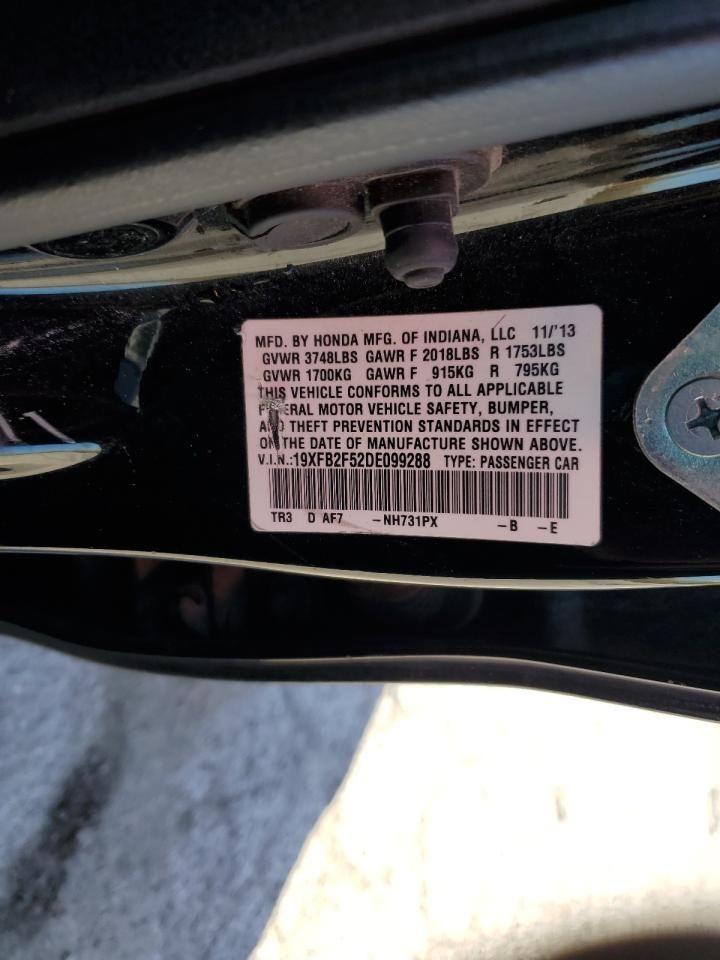 MFD. BY HONDA MFG. OF INDIANA, LLC 11/'13
GVWR 3748LBS GAWR F 2018LBS R 1753LBS
GVWR 1700KG GAWR F 915KG R 795KG
THIS VEHICLE CONFORMS TO ALL APPLICABLE
FEDERAL MOTOR VEHICLE SAFETY, BUMPER,
AND THEFT PREVENTION STANDARDS IN EFFECT
ON THE DATE OF MANUFACTURE SHOWN ABOVE.
V.I.N.:19XFB2F52DE099288 TYPE: PASSENGER CAR
TR3 D AF7 -NH731PX -B -E